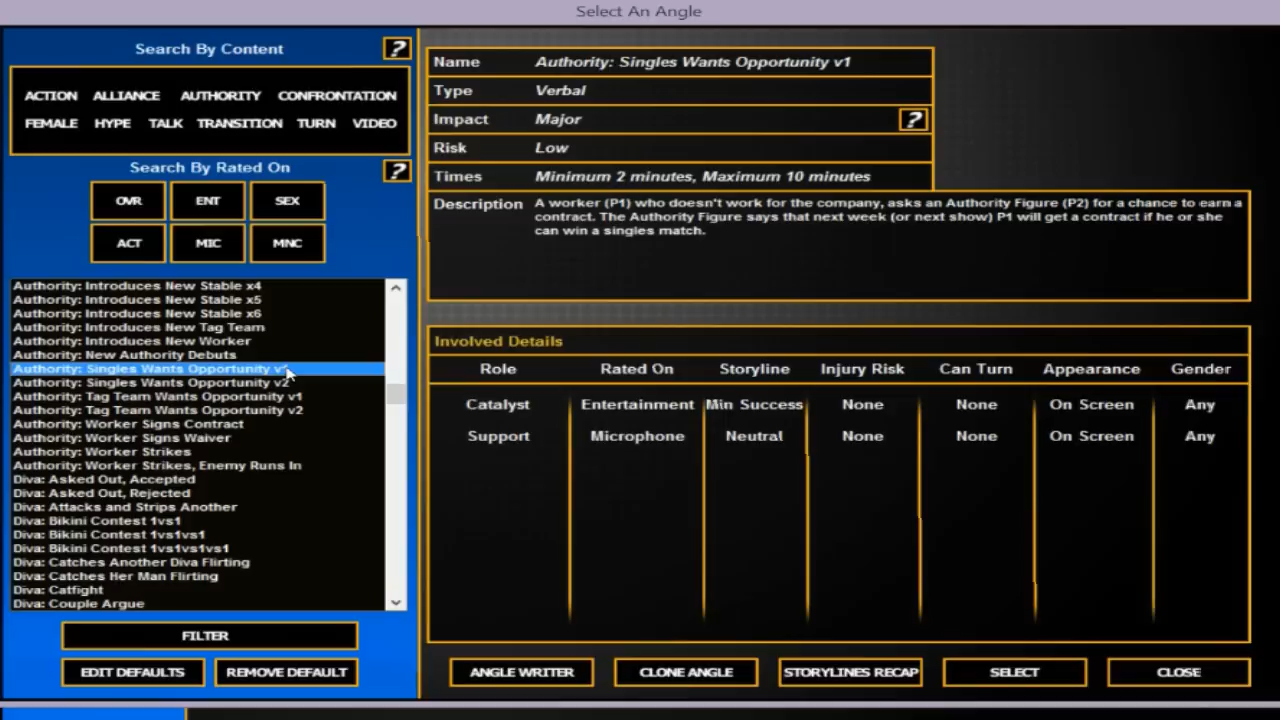 Select An Angle
Search By Content
?
ACTION ALLIANCE AUTHORITY CONFRONTATION
FEMALE HYPE TALK TRANSITION TURN VIDEO
Search By Rated On
?
OVR ENT SEX
ACT MIC MNC
Authority: Introduces New Stable x4
Authority: Introduces New Stable x5
Authority: Introduces New Stable x6
Authority: Introduces New Tag Team
Authority: Introduces New Worker
Authority: New Authority Debuts
Authority: Singles Wants Opportunity v1
Authority: Singles Wants Opportunity v2
Authority: Tag Team Wants Opportunity v1
Authority: Tag Team Wants Opportunity v2
Authority: Worker Signs Contract
Authority: Worker Signs Waiver
Authority: Worker Strikes
Authority: Worker Strikes, Enemy Runs In
Diva: Asked Out, Accepted
Diva: Asked Out, Rejected
Diva: Attacks and Strips Another
Diva: Bikini Contest 1vs1
Diva: Bikini Contest 1vs1vs1
Diva: Bikini Contest 1vs1vs1vs1
Diva: Catches Another Diva Flirting
Diva: Catches Her Man Flirting
Diva: Catfight
Diva: Couple Argue
FILTER
EDIT DEFAULTS REMOVE DEFAULT
Name Authority: Singles Wants Opportunity v1
Type Verbal
Impact Major ?
Risk Low
Times Minimum 2 minutes, Maximum 10 minutes
Description A worker (P1) who doesn't work for the company, asks an Authority Figure (P2) for a chance to earn a
contract. The Authority Figure says that next week (or next show) P1 will get a contract if he or she
can win a singles match.
Involved Details
Role Rated On Storyline Injury Risk Can Turn Appearance Gender
Catalyst Entertainment Min Success None None On Screen Any
Support Microphone Neutral None None On Screen Any
ANGLE WRITER CLONE ANGLE STORYLINES RECAP SELECT CLOSE